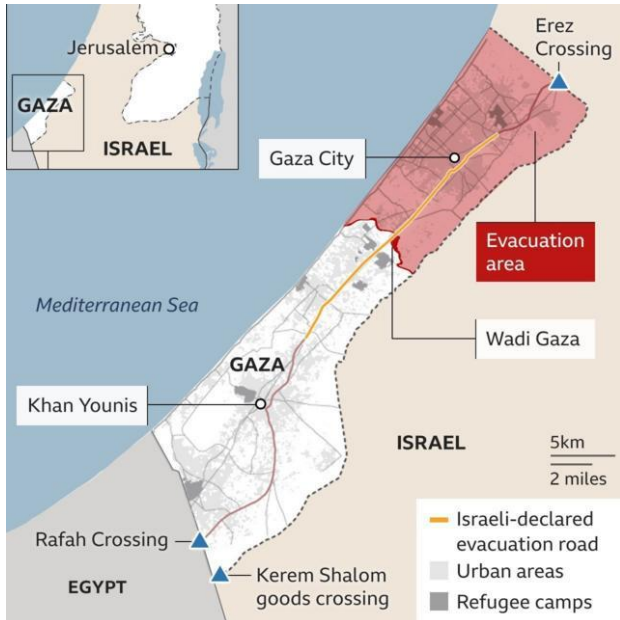 Jerusalem
GAZA
ISRAEL
Erez
Crossing
Gaza City
Evacuation
area
Mediterranean Sea
Wadi Gaza
GAZA
Khan Younis
ISRAEL
5km
2 miles
Rafah Crossing
EGYPT
Kerem Shalom
goods crossing
Israeli-declared
evacuation road
Urban areas
Refugee camps